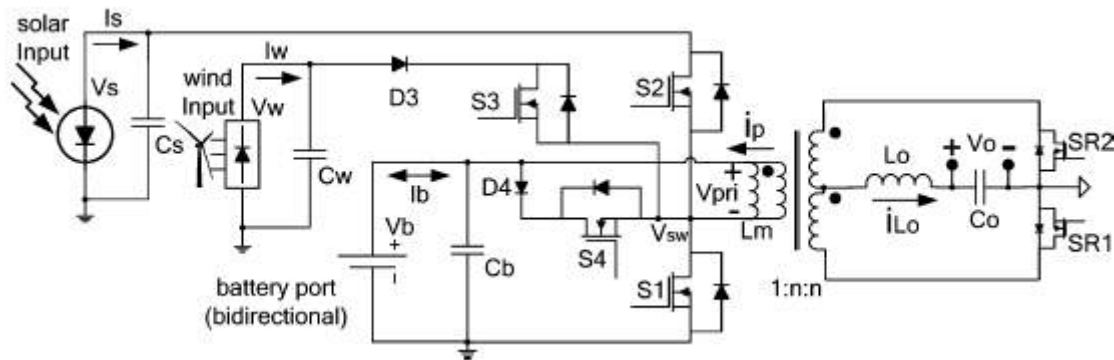 solar
Input
Is
Vs
Cs
wind
Input
Iw
Vw
Cw
D3
S3
S2
Ib
Vb
+
-
Cb
D4
S4
battery port
(bidirectional)
ip
+
Vpri
-
Vsw
Lm
S1
1:n:n
Lo
iLo
+
Vo
-
Co
SR2
SR1